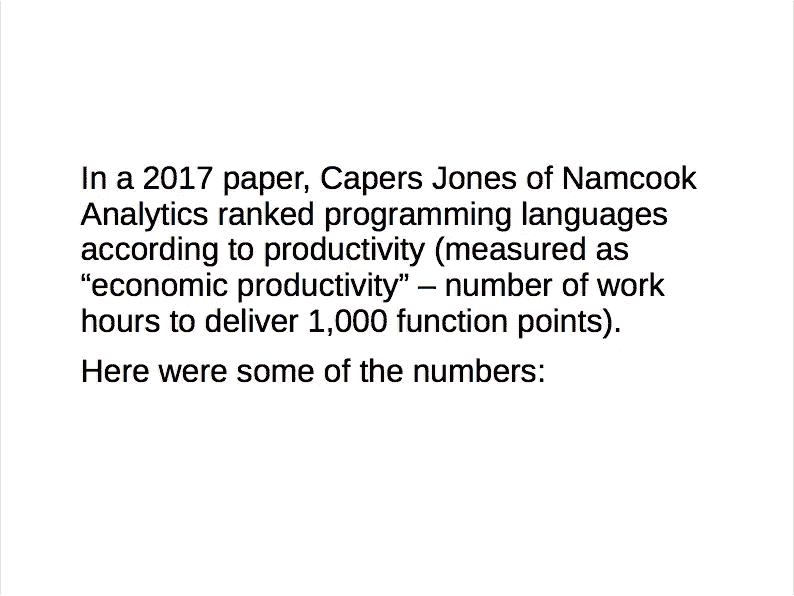 In a 2017 paper, Capers Jones of Namcook
Analytics ranked programming languages
according to productivity (measured as
“economic productivity” – number of work
hours to deliver 1,000 function points).
Here were some of the numbers: